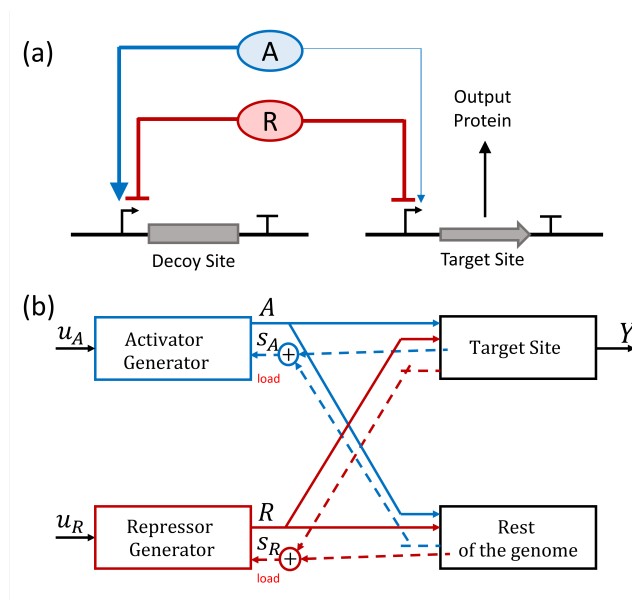 (a)
A
R
Output
Protein
Decoy Site
Target Site
(b)
u_A
Activator
Generator
A
S_A
+
load
Target Site
Y
u_R
Repressor
Generator
R
S_R
+
load
Rest
of the genome